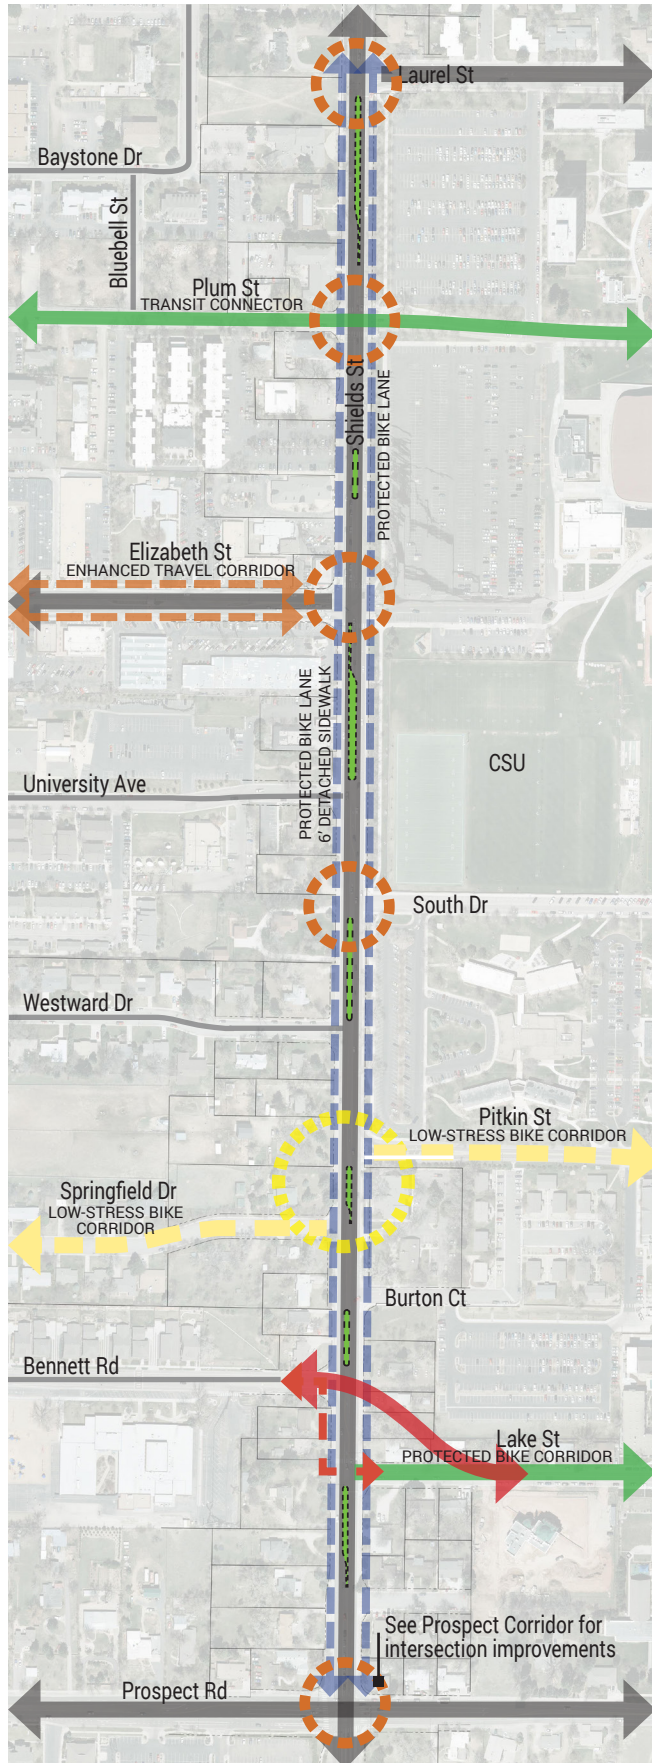 Laurel St
Baystone Dr
Bluebell St
Plum St
TRANSIT CONNECTOR
Shields St
PROTECTED BIKE LANE
Elizabeth St
ENHANCED TRAVEL CORRIDOR
PROTECTED BIKE LANE
6' DETACHED SIDEWALK
CSU
University Ave
South Dr
Westward Dr
Pitkin St
LOW-STRESS BIKE CORRIDOR
Springfield Dr
LOW-STRESS BIKE
CORRIDOR
Burton Ct
Bennett Rd
Lake St
PROTECTED BIKE CORRIDOR
See Prospect Corridor for
intersection improvements
Prospect Rd